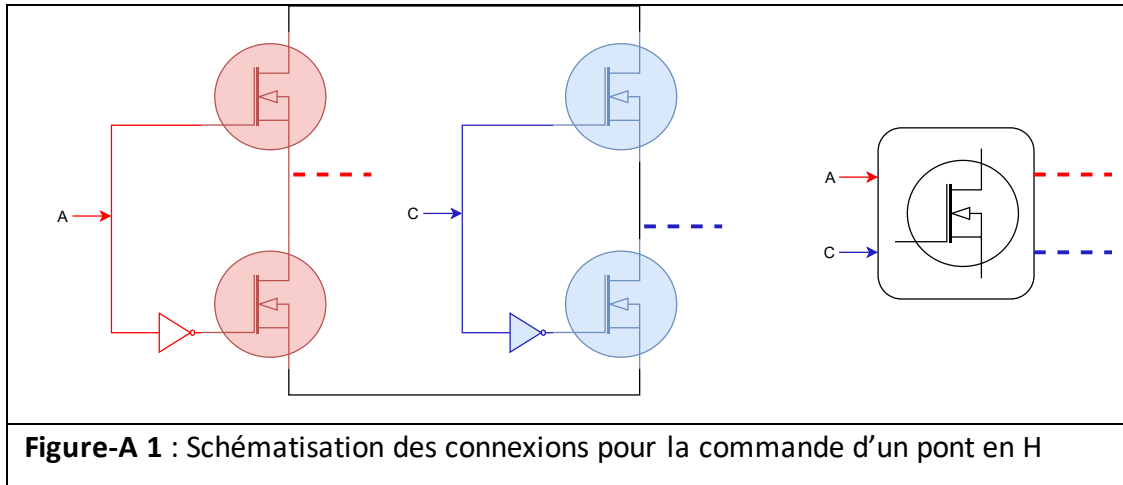 A
C
A
C
Figure-A 1 : Schématisation des connexions pour la commande d’un pont en H